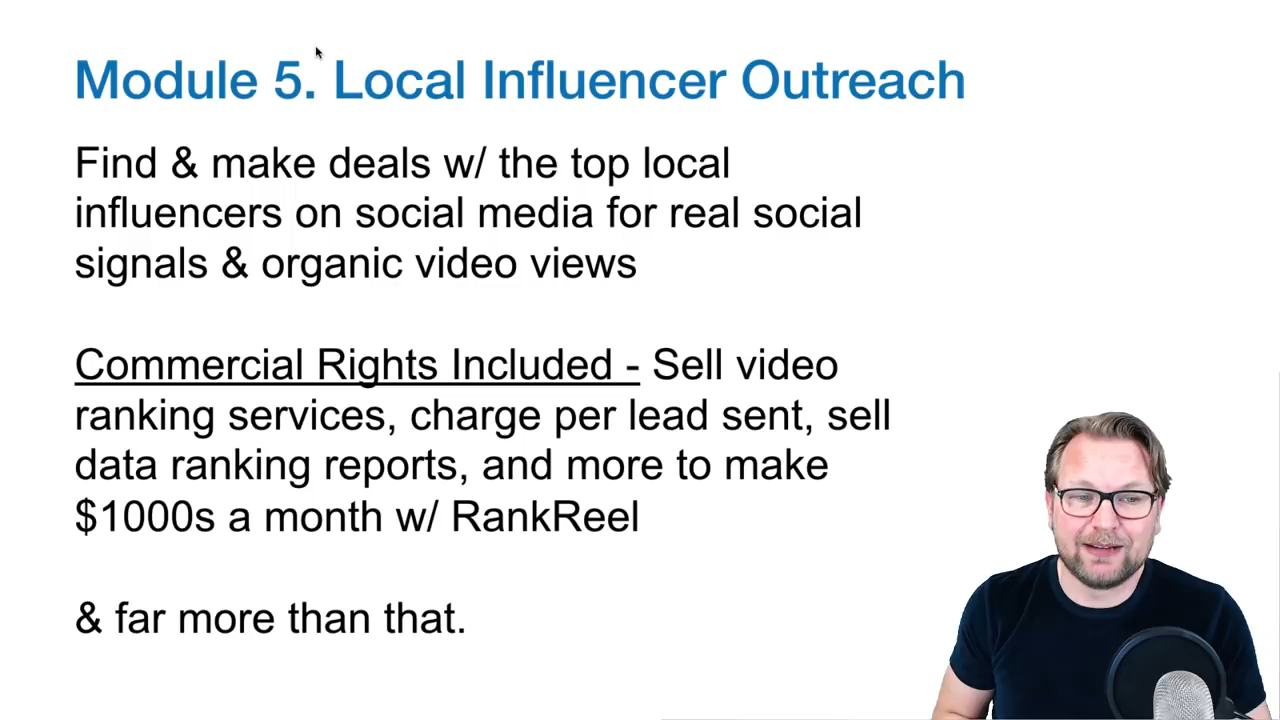 Module 5. Local Influencer Outreach
Find & make deals w/ the top local
influencers on social media for real social
signals & organic video views
Commercial Rights Included - Sell video
ranking services, charge per lead sent, sell
data ranking reports, and more to make
$1000s a month w/ RankReel
& far more than that.